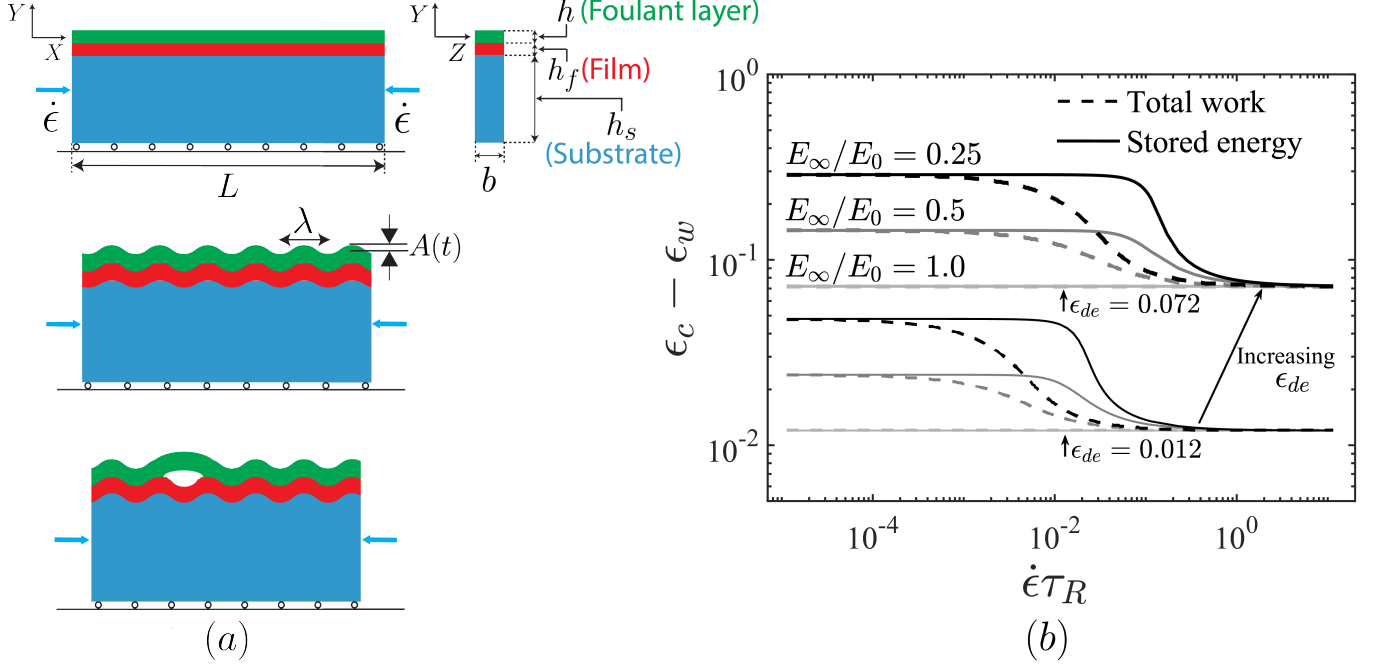 Y
X
ϵ̇
ϵ̇
L
Y
Z
h (Foulant layer)
h_f (Film)
h_s
(Substrate)
b
λ
A(t)
(a)
10^0
10^-1
10^-2
ϵ_c − ϵ_w
Total work
Stored energy
E_∞/E_0 = 0.25
E_∞/E_0 = 0.5
E_∞/E_0 = 1.0
ϵ_de = 0.072
Increasing
ϵ_de
ϵ_de = 0.012
10^-4
10^-2
10^0
ϵ̇τ_R
(b)